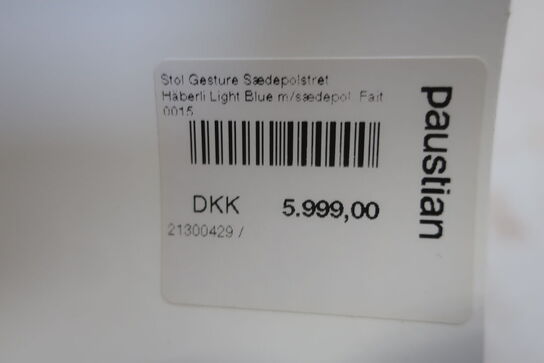 Stol Gesture Sædepolstret
Häberli Light Blue m/sædepol. Fait
0015
DKK 5.999,00
21300429 /
paustian